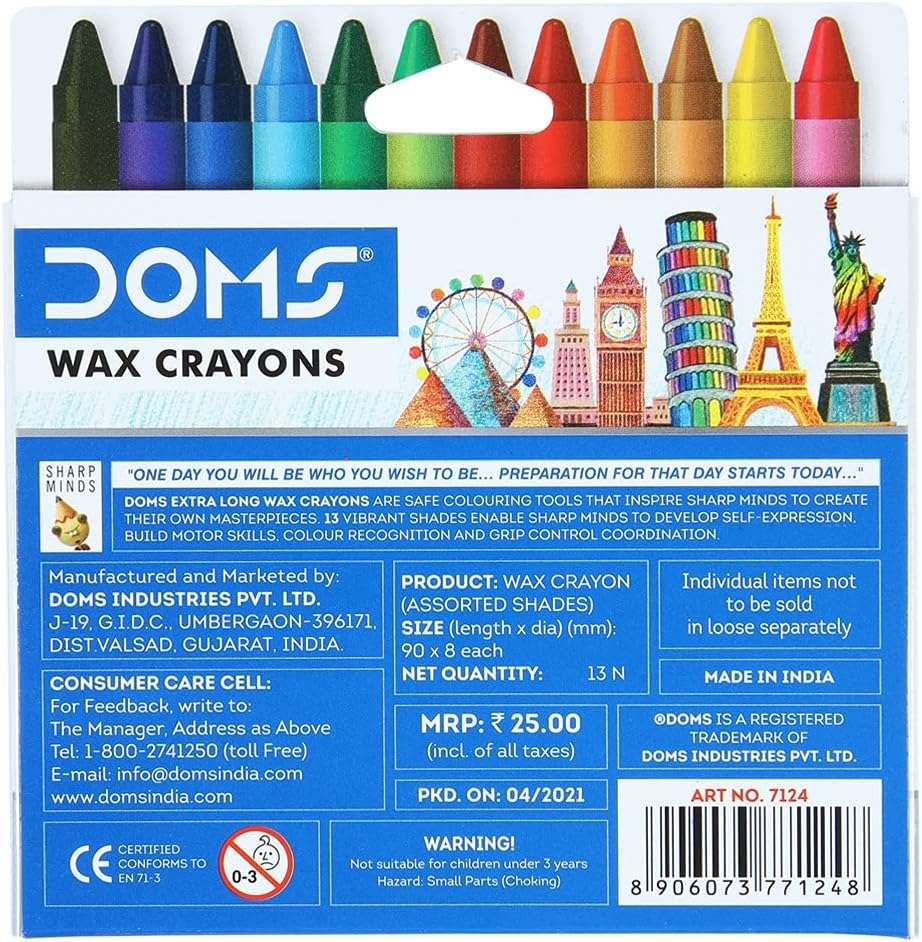 DOMS®
WAX CRAYONS
SHARP
MINDS
"ONE DAY YOU WILL BE WHO YOU WISH TO BE... PREPARATION FOR THAT DAY STARTS TODAY..."
DOMS EXTRA LONG WAX CRAYONS ARE SAFE COLOURING TOOLS THAT INSPIRE SHARP MINDS TO CREATE
THEIR OWN MASTERPIECES. 13 VIBRANT SHADES ENABLE SHARP MINDS TO DEVELOP SELF-EXPRESSION,
BUILD MOTOR SKILLS, COLOUR RECOGNITION AND GRIP CONTROL COORDINATION.
Manufactured and Marketed by:
DOMS INDUSTRIES PVT. LTD.
J-19, G.I.D.C., UMBERGAON-396171,
DIST.VALSAD, GUJARAT, INDIA.
CONSUMER CARE CELL:
For Feedback, write to:
The Manager, Address as Above
Tel: 1-800-2741250 (toll Free)
E-mail: info@domsindia.com
www.domsindia.com
PRODUCT: WAX CRAYON
(ASSORTED SHADES)
SIZE (length x dia) (mm):
90 x 8 each
NET QUANTITY: 13 N
Individual items not
to be sold
in loose separately
MADE IN INDIA
MRP: ₹ 25.00
(incl. of all taxes)
®DOMS IS A REGISTERED
TRADEMARK OF
DOMS INDUSTRIES PVT. LTD.
PKD. ON: 04/2021
ART NO. 7124
CE CERTIFIED
CONFORMS TO
EN 71-3
0-3
WARNING!
Not suitable for children under 3 years
Hazard: Small Parts (Choking)
8 906073 771248